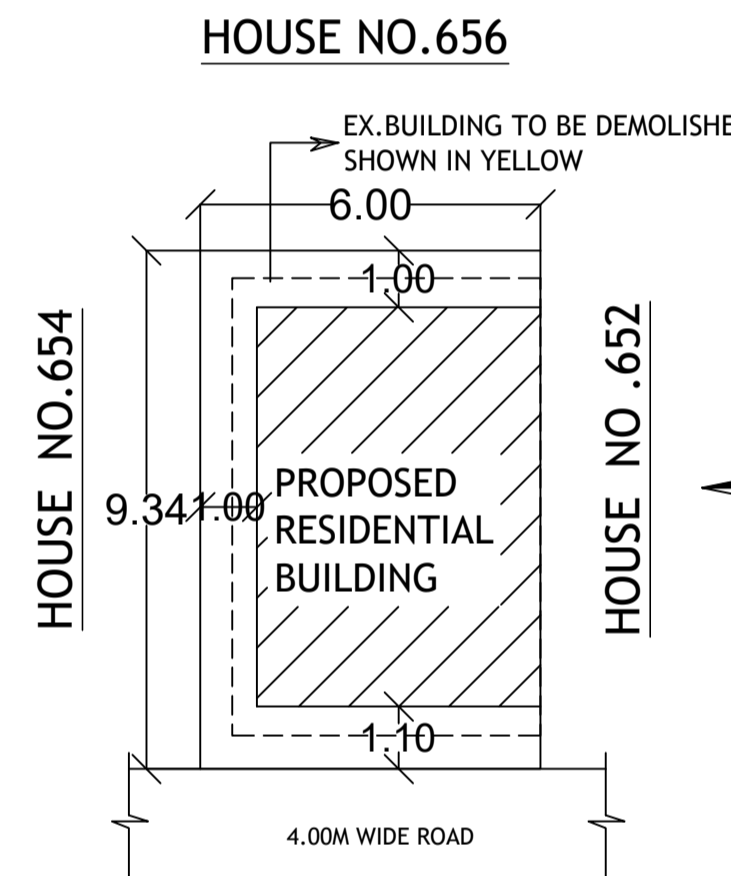 HOUSE NO.656
EX.BUILDING TO BE DEMOLISHE
SHOWN IN YELLOW
6.00
1.00
HOUSE NO.654
HOUSE NO .652
9.34
1.00
PROPOSED
RESIDENTIAL
BUILDING
1.10
4.00M WIDE ROAD